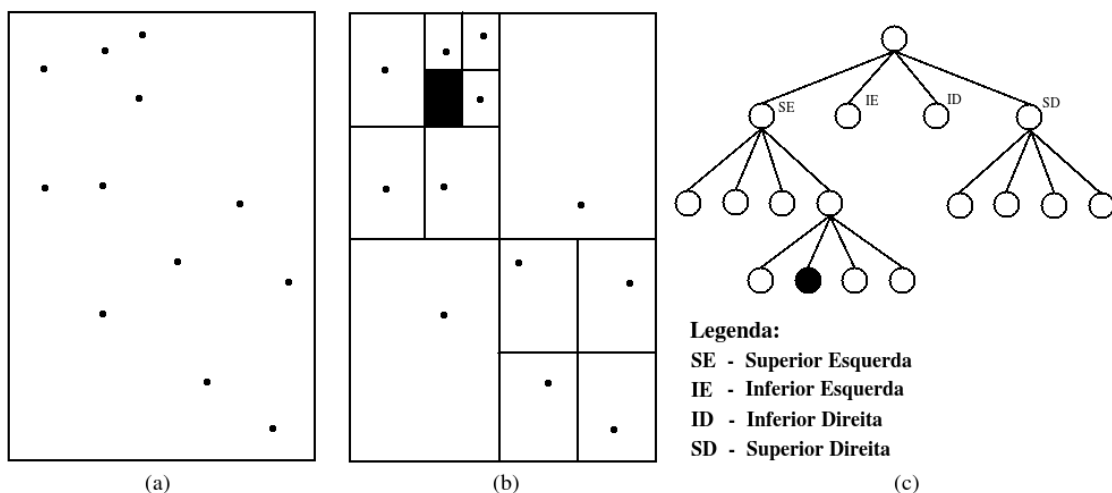 SE
IE
ID
SD
Legenda:
SE - Superior Esquerda
IE - Inferior Esquerda
ID - Inferior Direita
SD - Superior Direita
(a)
(b)
(c)